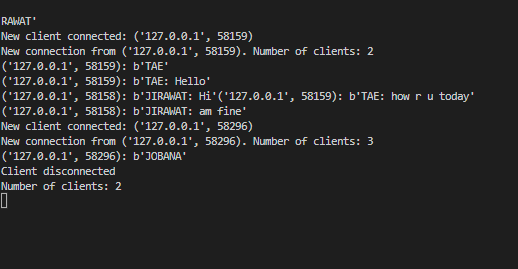 RAWAT'
New client connected: ('127.0.0.1', 58159)
New connection from ('127.0.0.1', 58159). Number of clients: 2
('127.0.0.1', 58159): b'TAE'
('127.0.0.1', 58159): b'TAE: Hello'
('127.0.0.1', 58158): b'JIRAWAT: Hi'('127.0.0.1', 58159): b'TAE: how r u today'
('127.0.0.1', 58158): b'JIRAWAT: am fine'
New client connected: ('127.0.0.1', 58296)
New connection from ('127.0.0.1', 58296). Number of clients: 3
('127.0.0.1', 58296): b'JOBANA'
Client disconnected
Number of clients: 2